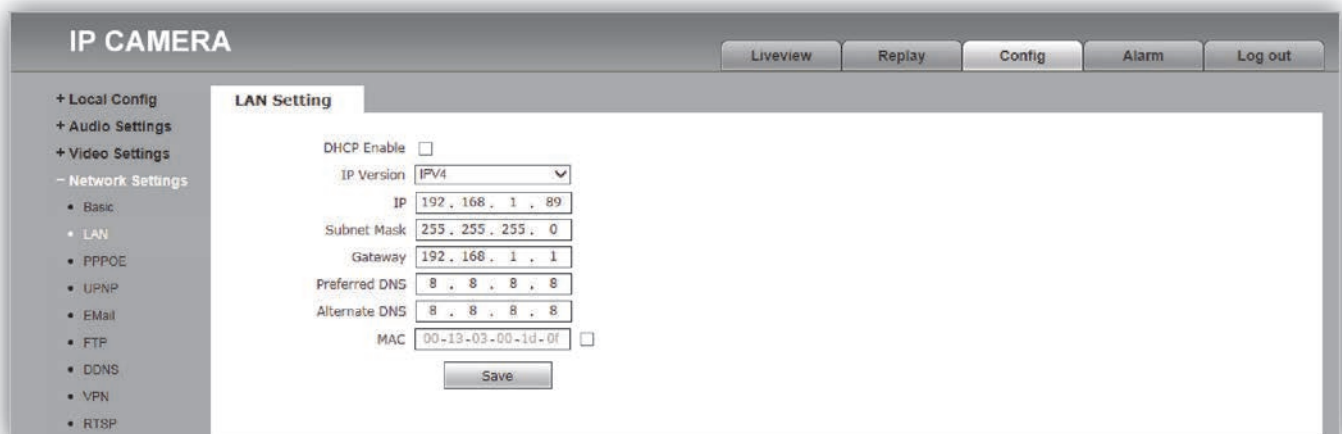 IP CAMERA
Liveview Replay Config Alarm Log out
+ Local Config
+ Audio Settings
+ Video Settings
− Network Settings
• Basic
• LAN
• PPPOE
• UPNP
• EMail
• FTP
• DDNS
• VPN
• RTSP
LAN Setting
DHCP Enable
IP Version IPV4
IP 192 . 168 . 1 . 89
Subnet Mask 255 . 255 . 255 . 0
Gateway 192 . 168 . 1 . 1
Preferred DNS 8 . 8 . 8 . 8
Alternate DNS 8 . 8 . 8 . 8
MAC 00-13-03-00-1d-0f
Save